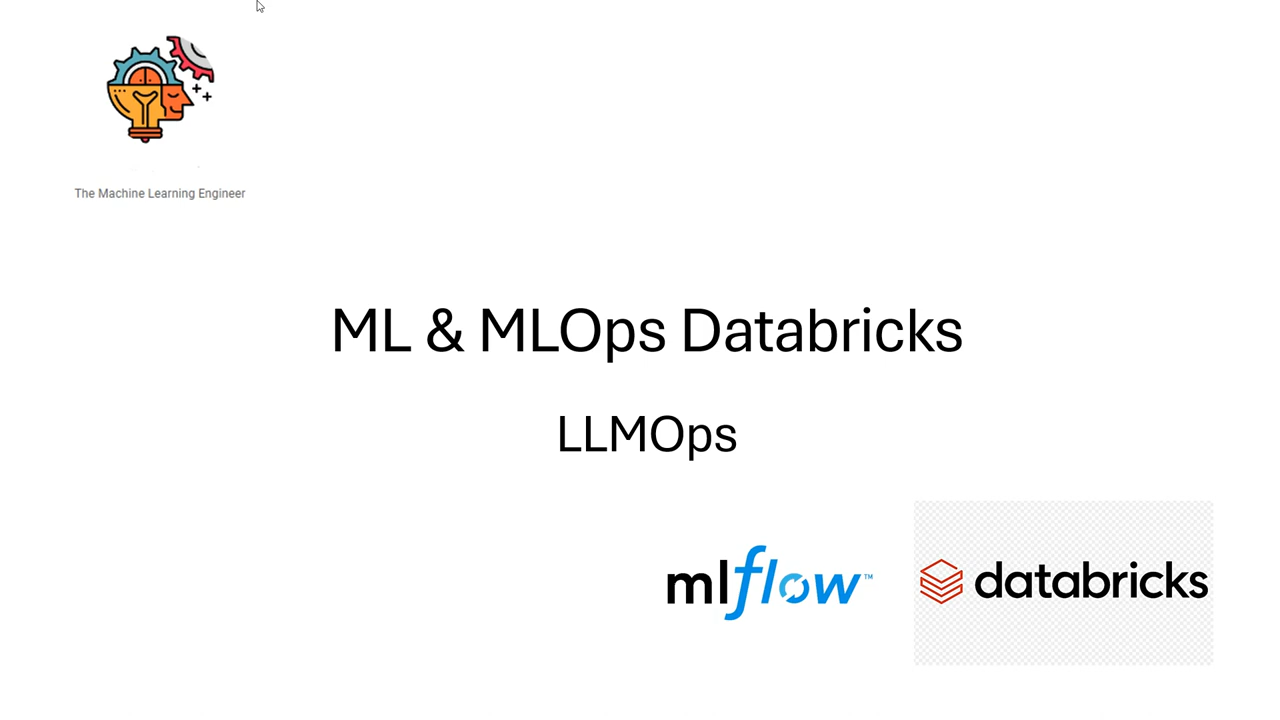 The Machine Learning Engineer
ML & MLOps Databricks
LLMOps
mlflow™
databricks